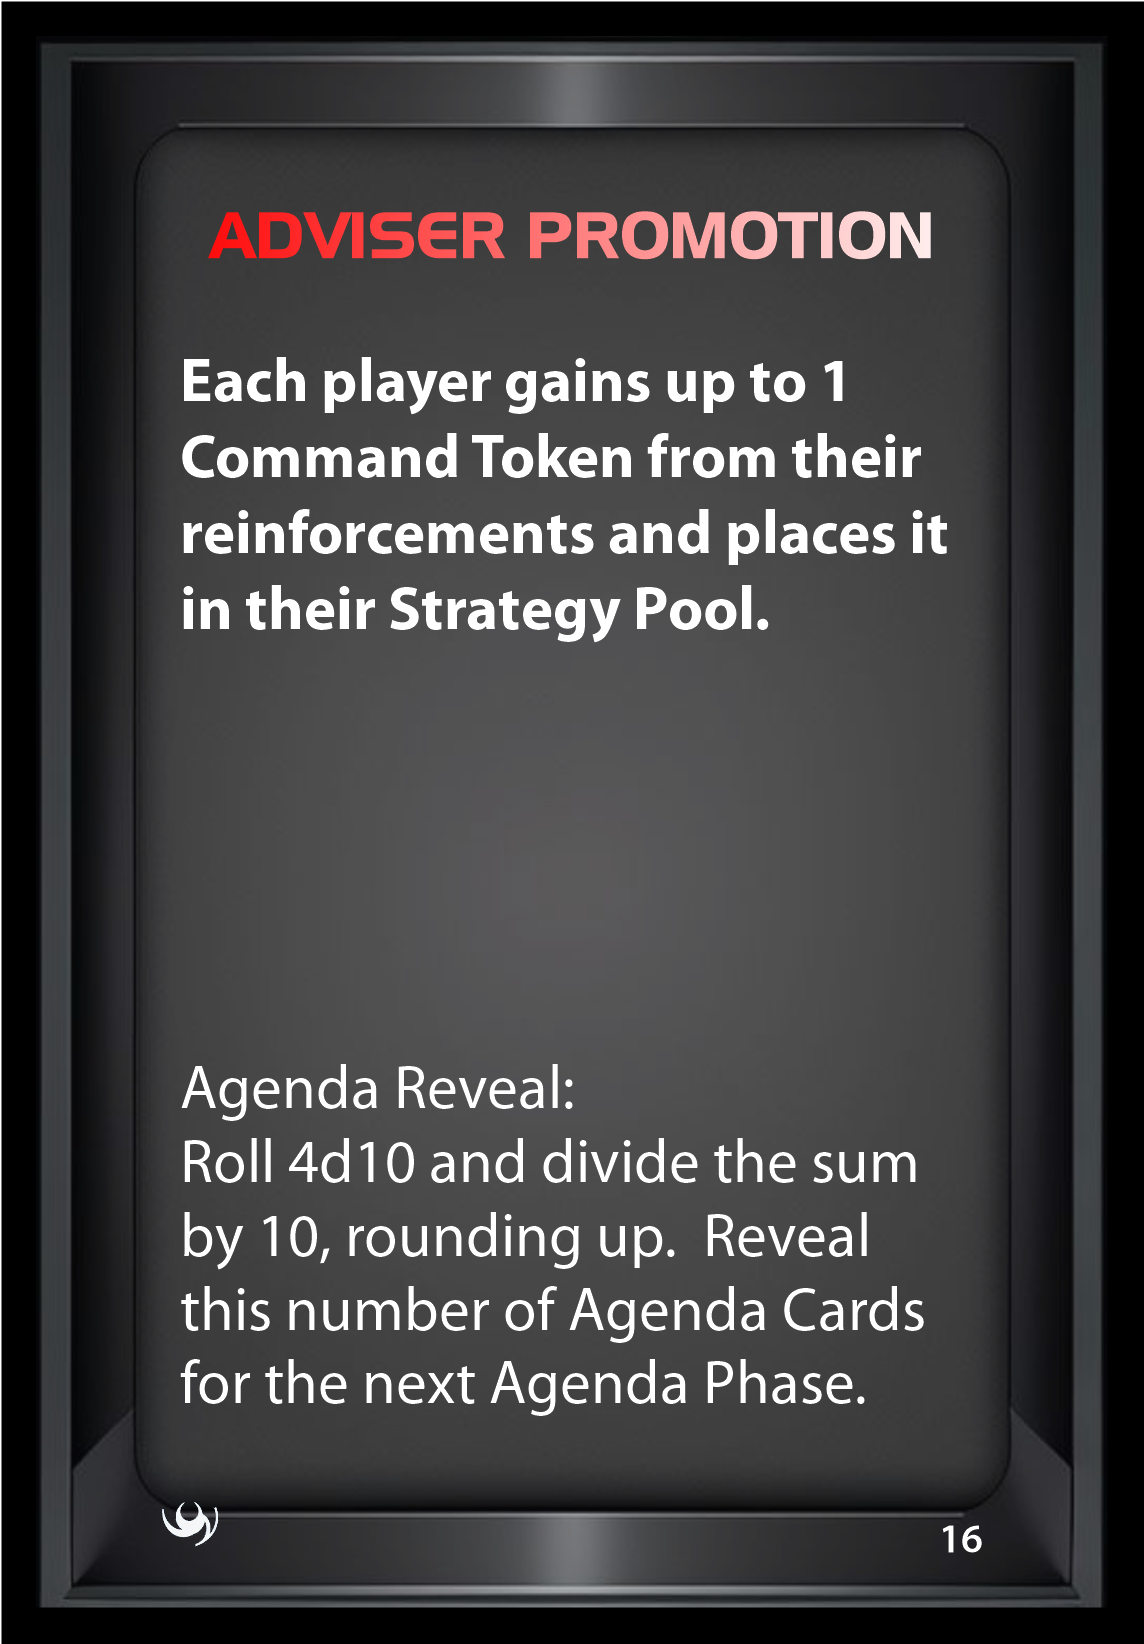 ADVISER PROMOTION
Each player gains up to 1
Command Token from their
reinforcements and places it
in their Strategy Pool.
Agenda Reveal:
Roll 4d10 and divide the sum
by 10, rounding up.  Reveal
this number of Agenda Cards
for the next Agenda Phase.
16